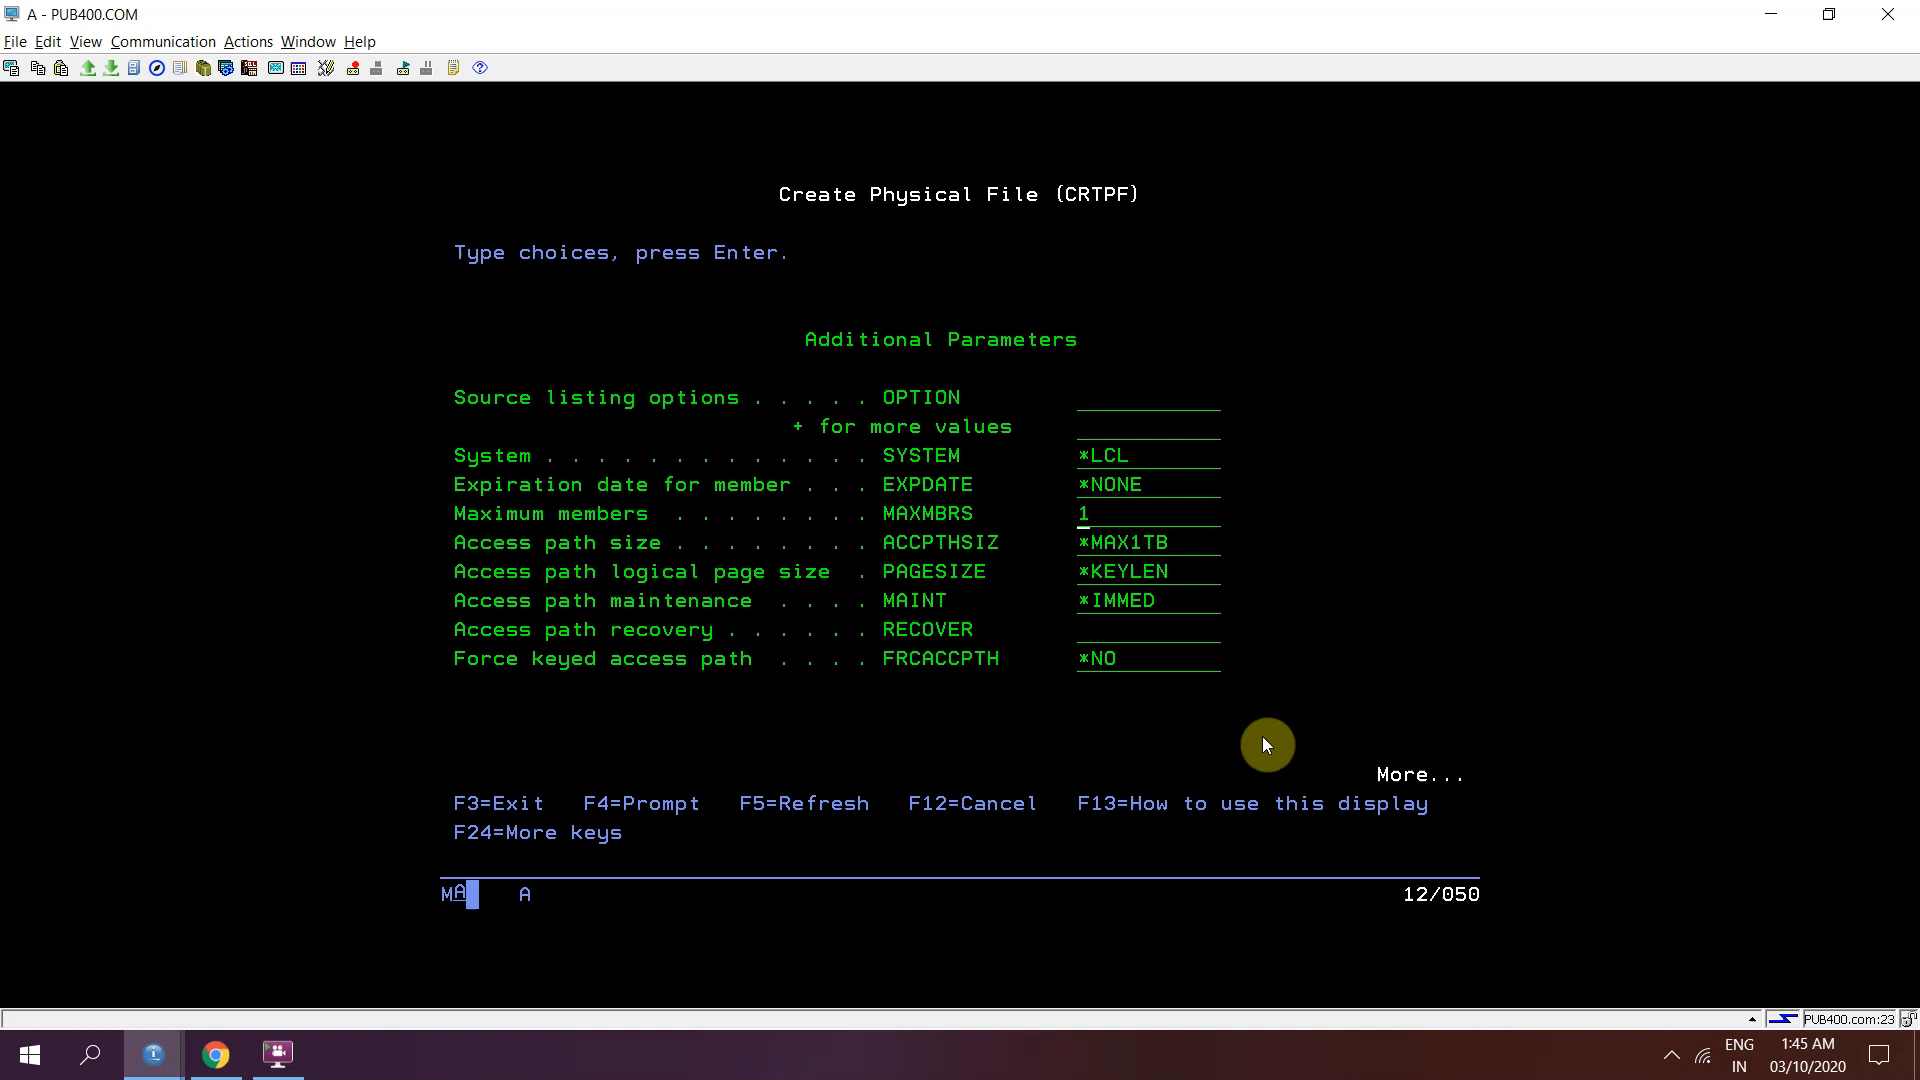 A - PUB400.COM
File Edit View Communication Actions Window Help
Create Physical File (CRTPF)
Type choices, press Enter.
Additional Parameters
Source listing options . . . . . OPTION
+ for more values
System . . . . . . . . . . . . . SYSTEM *LCL
Expiration date for member . . . EXPDATE *NONE
Maximum members . . . . . . . . MAXMBRS 1
Access path size . . . . . . . . ACCPTHSIZ *MAX1TB
Access path logical page size . PAGESIZE *KEYLEN
Access path maintenance . . . . MAINT *IMMED
Access path recovery . . . . . . RECOVER
Force keyed access path . . . . FRCACCPTH *NO
More...
F3=Exit F4=Prompt F5=Refresh F12=Cancel F13=How to use this display
F24=More keys
MA A 12/050
PUB400.com:23
ENG 1:45 AM
IN 03/10/2020